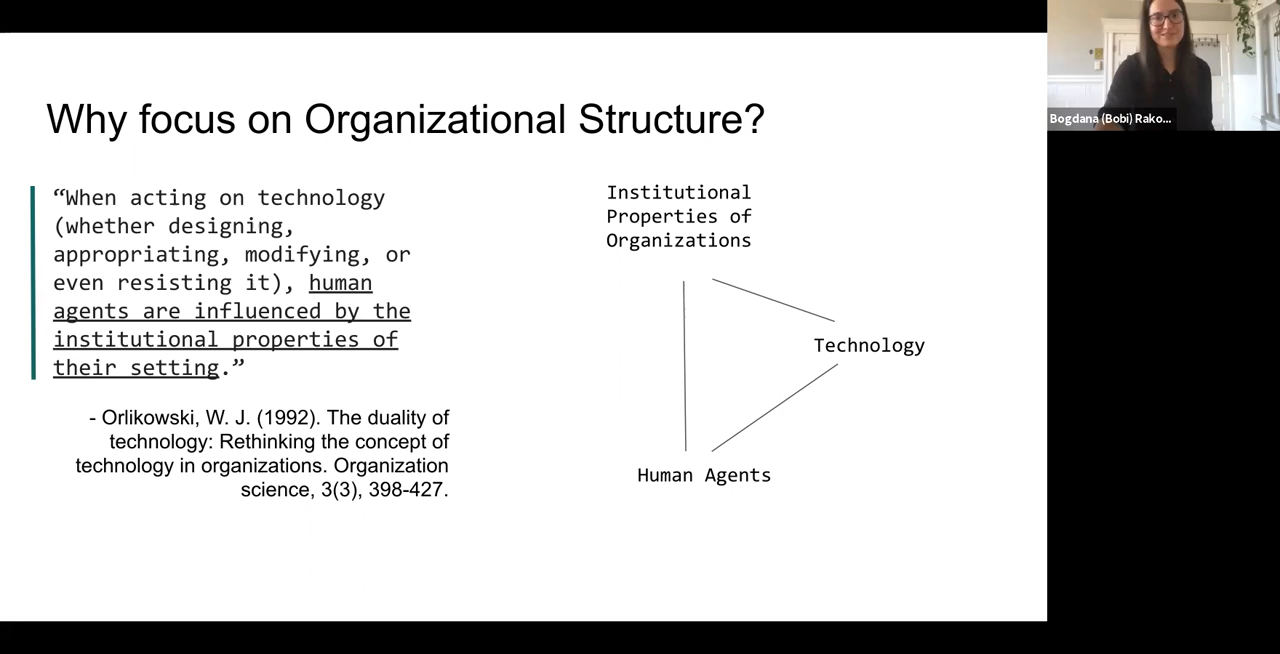 Why focus on Organizational Structure?
“When acting on technology
(whether designing,
appropriating, modifying, or
even resisting it), human
agents are influenced by the
institutional properties of
their setting.”
- Orlikowski, W. J. (1992). The duality of
technology: Rethinking the concept of
technology in organizations. Organization
science, 3(3), 398-427.
Institutional
Properties of
Organizations
Technology
Human Agents
Bogdana (Bobi) Rako...